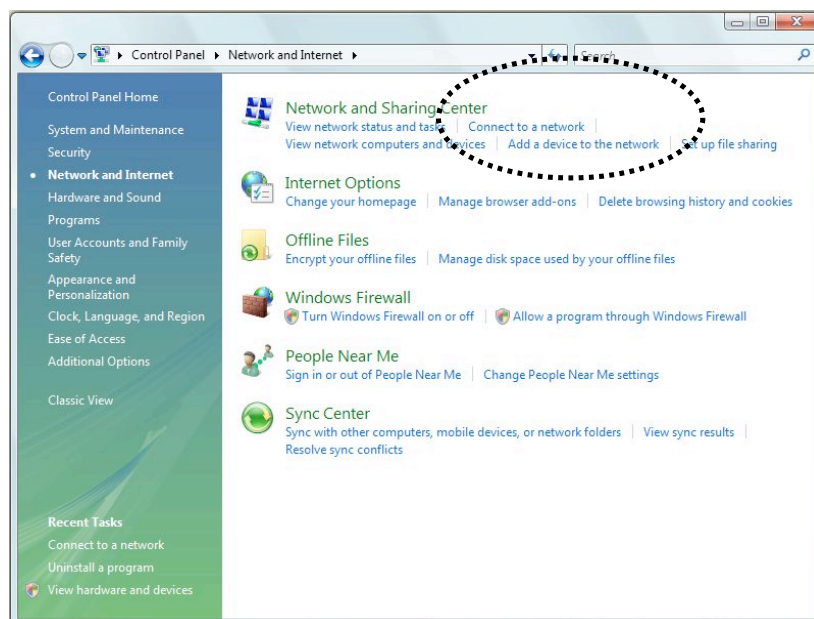 Control Panel Network and Internet Search
Control Panel Home
System and Maintenance
Security
Network and Internet
Hardware and Sound
Programs
User Accounts and Family
Safety
Appearance and
Personalization
Clock, Language, and Region
Ease of Access
Additional Options
Classic View
Recent Tasks
Connect to a network
Uninstall a program
View hardware and devices
Network and Sharing Center
View network status and tasks Connect to a network
View network computers and devices Add a device to the network Set up file sharing
Internet Options
Change your homepage Manage browser add-ons Delete browsing history and cookies
Offline Files
Encrypt your offline files Manage disk space used by your offline files
Windows Firewall
Turn Windows Firewall on or off Allow a program through Windows Firewall
People Near Me
Sign in or out of People Near Me Change People Near Me settings
Sync Center
Sync with other computers, mobile devices, or network folders View sync results
Resolve sync conflicts